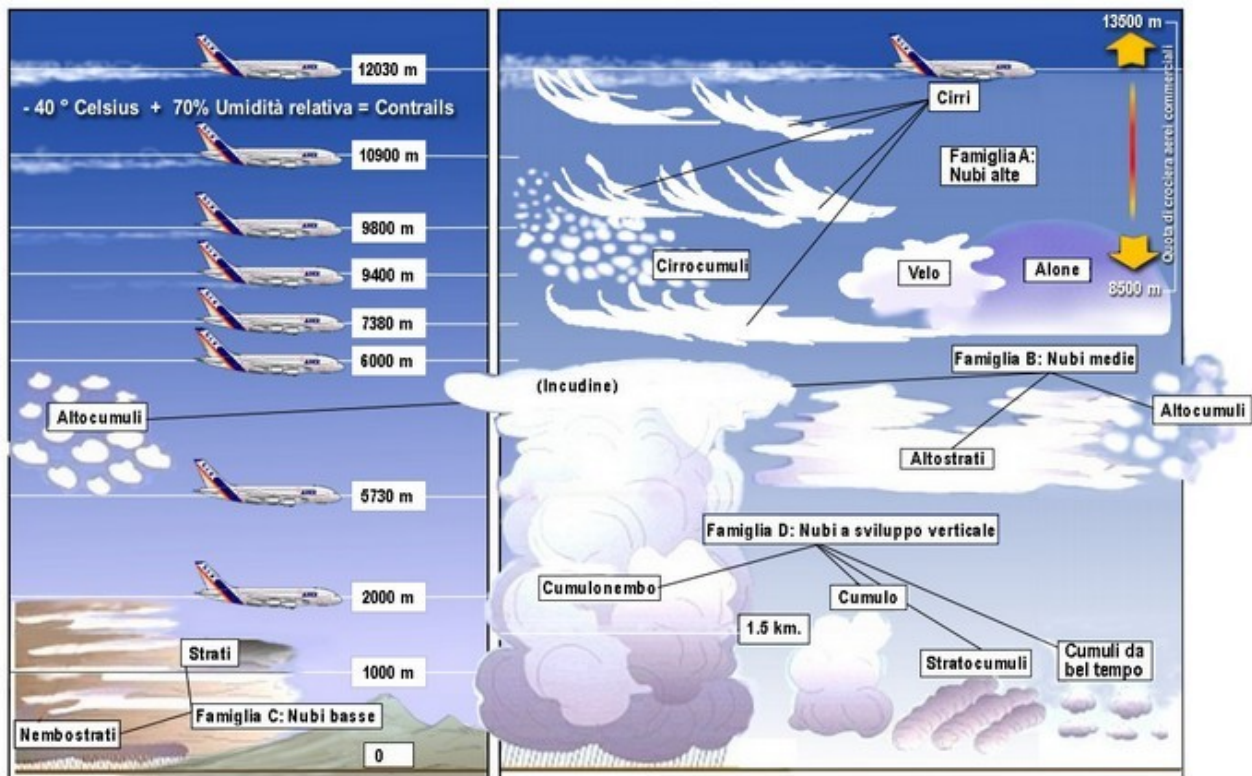 12030 m
- 40 ° Celsius + 70% Umidità relativa = Contrails
10900 m
9800 m
9400 m
7380 m
6000 m
Altocumuli
5730 m
2000 m
Strati
1000 m
Famiglia C: Nubi basse
Nembostrati
0
13500 m
Quota di crociera aerei commerciali
8500 m
Cirri
Famiglia A:
Nubi alte
Cirrocumuli
Velo
Alone
Famiglia B: Nubi medie
(Incudine)
Altocumuli
Altostrati
Famiglia D: Nubi a sviluppo verticale
Cumulonembo
Cumulo
1.5 km.
Stratocumuli
Cumuli da
bel tempo